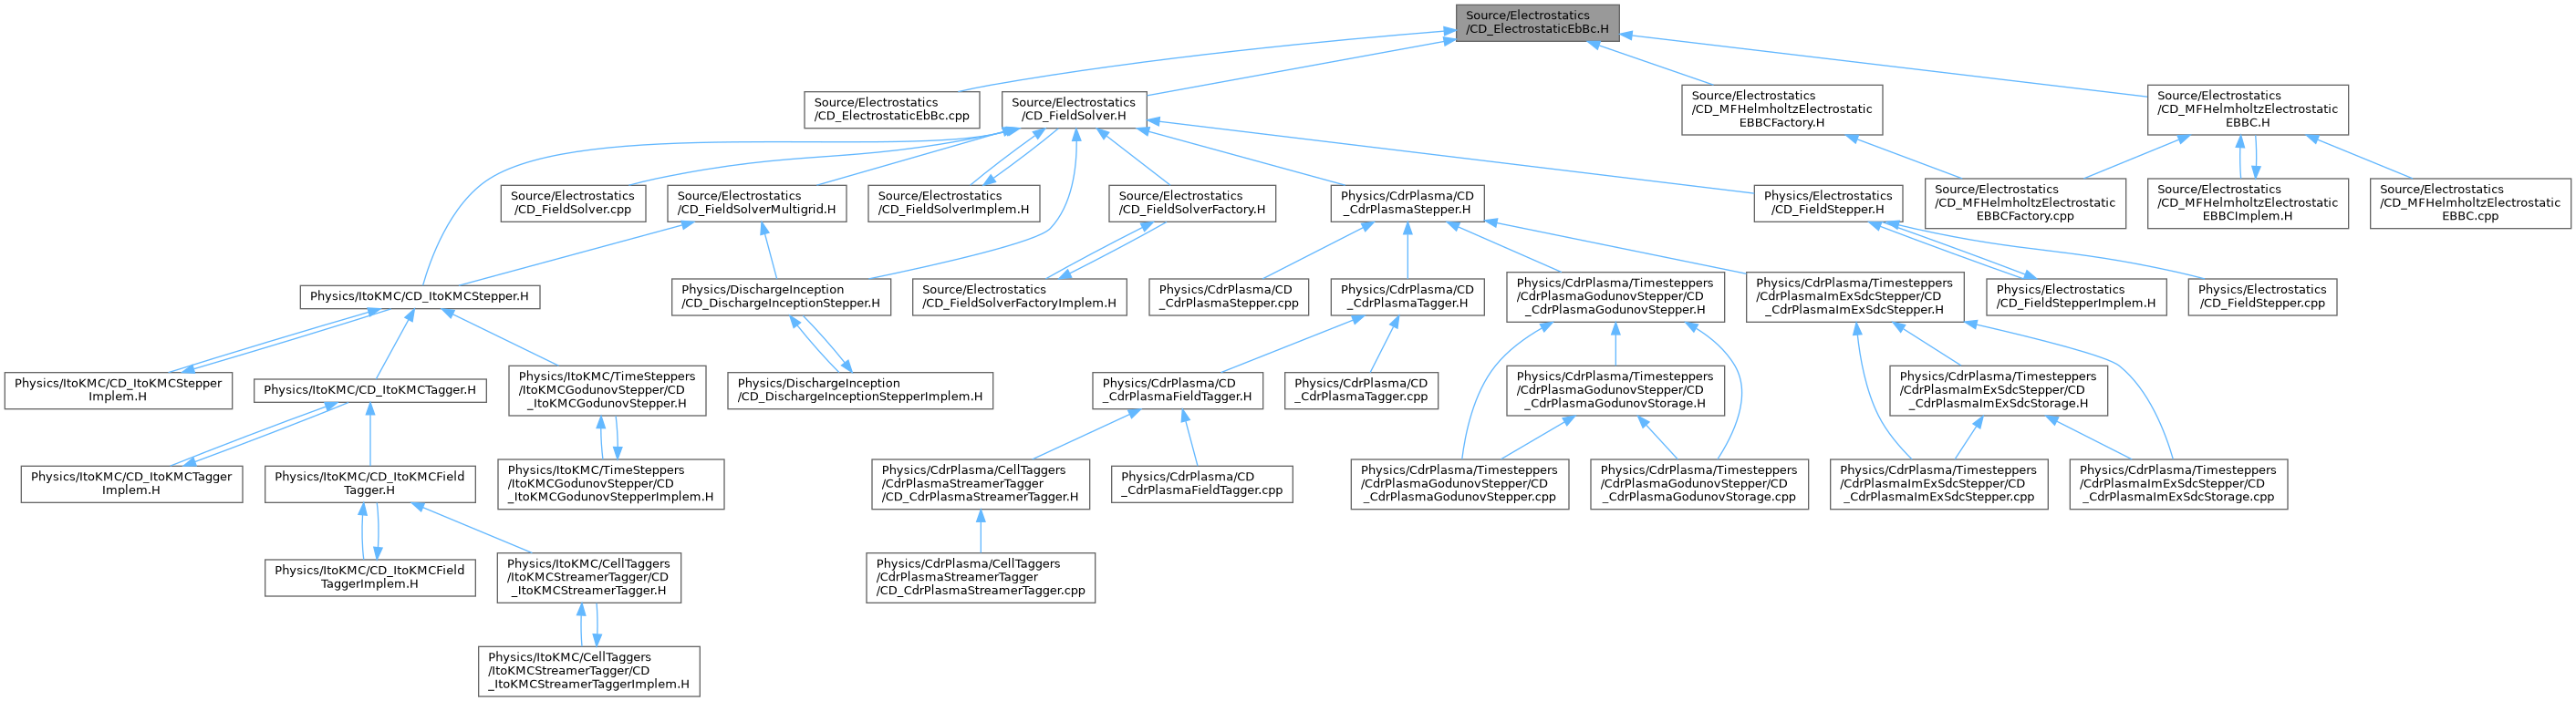 Source/Electrostatics
/CD_ElectrostaticEbBc.H
Source/Electrostatics
/CD_ElectrostaticEbBc.cpp
Source/Electrostatics
/CD_FieldSolver.H
Source/Electrostatics
/CD_MFHelmholtzElectrostatic
EBBCFactory.H
Source/Electrostatics
/CD_MFHelmholtzElectrostatic
EBBC.H
Source/Electrostatics
/CD_FieldSolver.cpp
Source/Electrostatics
/CD_FieldSolverMultigrid.H
Source/Electrostatics
/CD_FieldSolverImplem.H
Source/Electrostatics
/CD_FieldSolverFactory.H
Physics/CdrPlasma/CD
_CdrPlasmaStepper.H
Physics/Electrostatics
/CD_FieldStepper.H
Source/Electrostatics
/CD_MFHelmholtzElectrostatic
EBBCFactory.cpp
Source/Electrostatics
/CD_MFHelmholtzElectrostatic
EBBCImplem.H
Source/Electrostatics
/CD_MFHelmholtzElectrostatic
EBBC.cpp
Physics/ItoKMC/CD_ItoKMCStepper.H
Physics/DischargeInception
/CD_DischargeInceptionStepper.H
Source/Electrostatics
/CD_FieldSolverFactoryImplem.H
Physics/CdrPlasma/CD
_CdrPlasmaStepper.cpp
Physics/CdrPlasma/CD
_CdrPlasmaTagger.H
Physics/CdrPlasma/Timesteppers
/CdrPlasmaGodunovStepper/CD
_CdrPlasmaGodunovStepper.H
Physics/CdrPlasma/Timesteppers
/CdrPlasmaImExSdcStepper/CD
_CdrPlasmaImExSdcStepper.H
Physics/Electrostatics
/CD_FieldStepperImplem.H
Physics/Electrostatics
/CD_FieldStepper.cpp
Physics/ItoKMC/CD_ItoKMCStepper
Implem.H
Physics/ItoKMC/CD_ItoKMCTagger.H
Physics/ItoKMC/TimeSteppers
/ItoKMCGodunovStepper/CD
_ItoKMCGodunovStepper.H
Physics/DischargeInception
/CD_DischargeInceptionStepperImplem.H
Physics/CdrPlasma/CD
_CdrPlasmaFieldTagger.H
Physics/CdrPlasma/CD
_CdrPlasmaTagger.cpp
Physics/CdrPlasma/Timesteppers
/CdrPlasmaGodunovStepper/CD
_CdrPlasmaGodunovStorage.H
Physics/CdrPlasma/Timesteppers
/CdrPlasmaImExSdcStepper/CD
_CdrPlasmaImExSdcStorage.H
Physics/ItoKMC/CD_ItoKMCTagger
Implem.H
Physics/ItoKMC/CD_ItoKMCField
Tagger.H
Physics/ItoKMC/TimeSteppers
/ItoKMCGodunovStepper/CD
_ItoKMCGodunovStepperImplem.H
Physics/CdrPlasma/CellTaggers
/CdrPlasmaStreamerTagger
/CD_CdrPlasmaStreamerTagger.H
Physics/CdrPlasma/CD
_CdrPlasmaFieldTagger.cpp
Physics/CdrPlasma/Timesteppers
/CdrPlasmaGodunovStepper/CD
_CdrPlasmaGodunovStepper.cpp
Physics/CdrPlasma/Timesteppers
/CdrPlasmaGodunovStepper/CD
_CdrPlasmaGodunovStorage.cpp
Physics/CdrPlasma/Timesteppers
/CdrPlasmaImExSdcStepper/CD
_CdrPlasmaImExSdcStepper.cpp
Physics/CdrPlasma/Timesteppers
/CdrPlasmaImExSdcStepper/CD
_CdrPlasmaImExSdcStorage.cpp
Physics/ItoKMC/CD_ItoKMCField
TaggerImplem.H
Physics/ItoKMC/CellTaggers
/ItoKMCStreamerTagger/CD
_ItoKMCStreamerTagger.H
Physics/CdrPlasma/CellTaggers
/CdrPlasmaStreamerTagger
/CD_CdrPlasmaStreamerTagger.cpp
Physics/ItoKMC/CellTaggers
/ItoKMCStreamerTagger/CD
_ItoKMCStreamerTaggerImplem.H